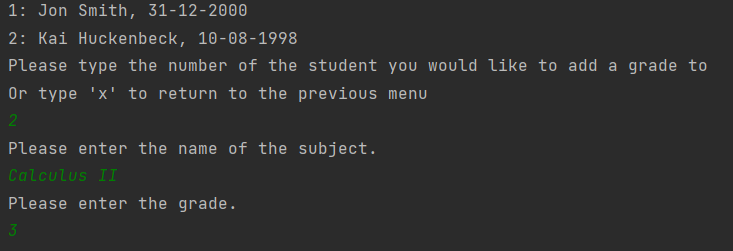 1: Jon Smith, 31-12-2000
2: Kai Huckenbeck, 10-08-1998
Please type the number of the student you would like to add a grade to
Or type 'x' to return to the previous menu
2
Please enter the name of the subject.
Calculus II
Please enter the grade.
3